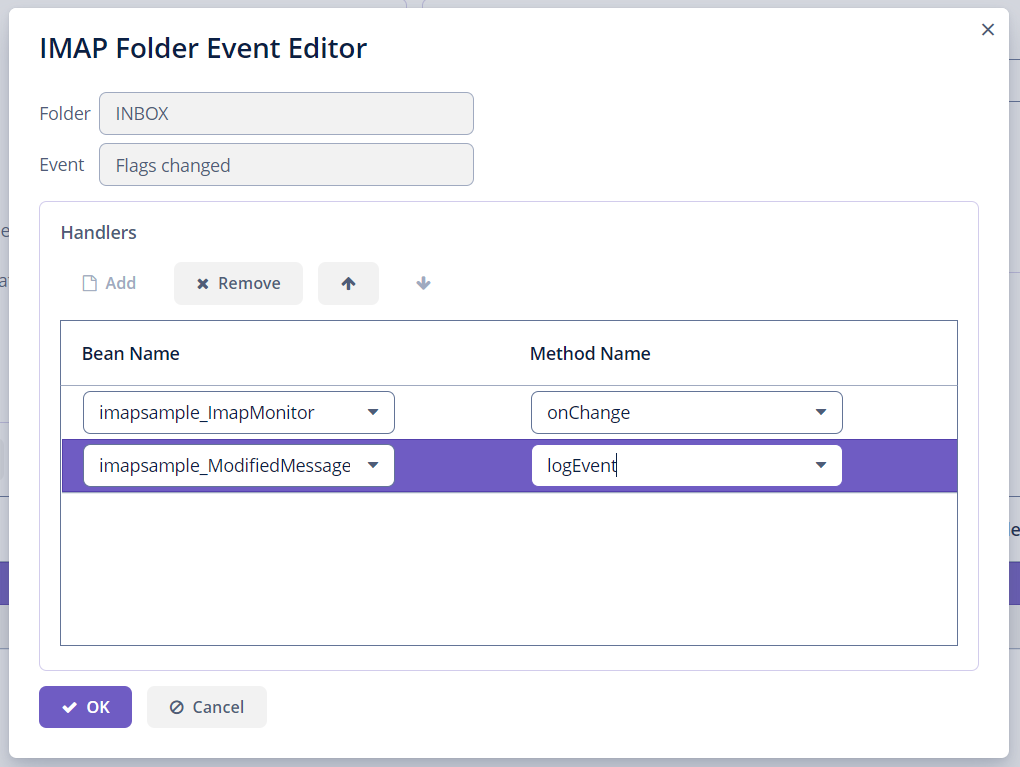 IMAP Folder Event Editor
Folder INBOX
Event Flags changed
Handlers
Add Remove
Bean Name Method Name
imapsample_ImapMonitor onChange
imapsample_ModifiedMessage logEvent
OK Cancel